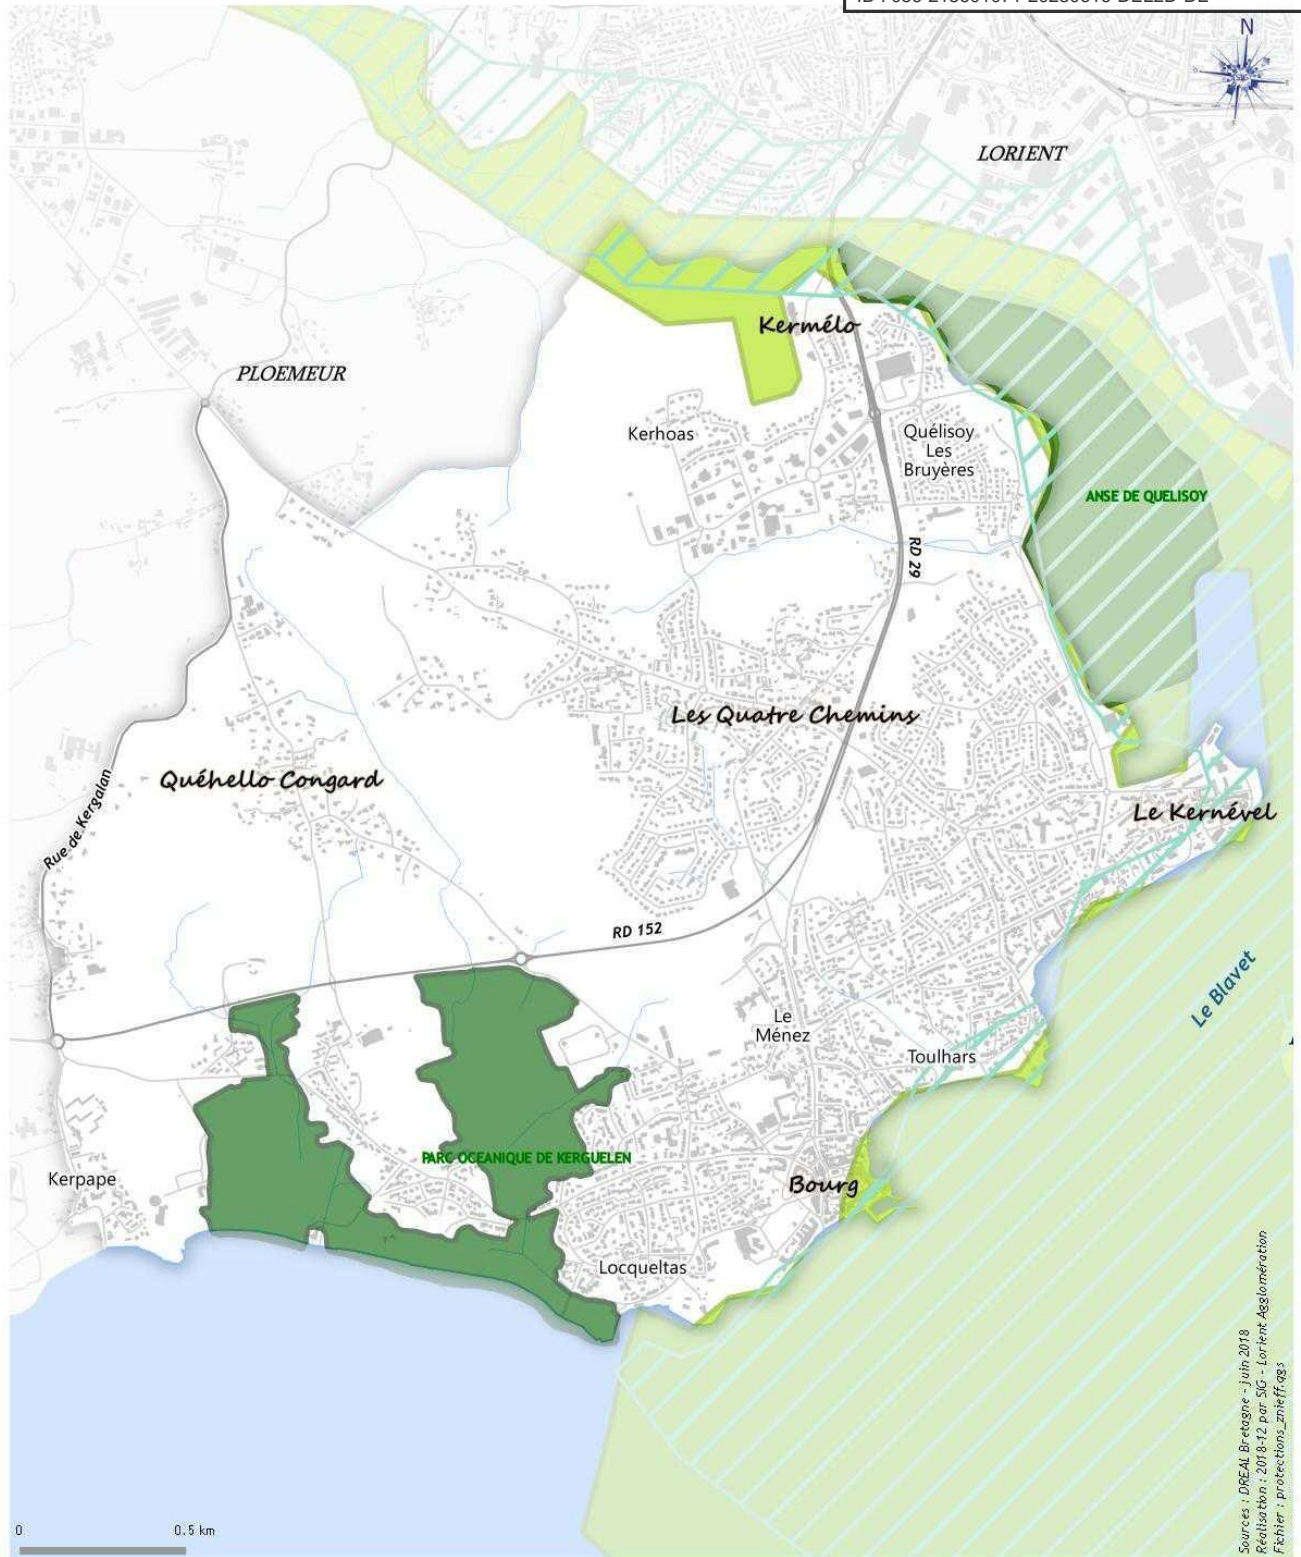 N
LORIENT
Kermélo
PLOEMEUR
Kerhoas
Quélisoy
Les
Bruyères
ANSE DE QUELISOY
RD 29
Les Quatre Chemins
Quéhello Congard
Rue de Kergalan
Le Kernével
RD 152
Le Blavet
Le
Ménez
Toulhars
PARC OCEANIQUE DE KERGUELEN
Kerpape
Bourg
Locqueltas
0 0.5 km
Sources : DREAL Bretagne - juin 2018
Réalisation : 2018-12 par SIG - Lorient Agglomération
Fichier : protections_znieff.qgs